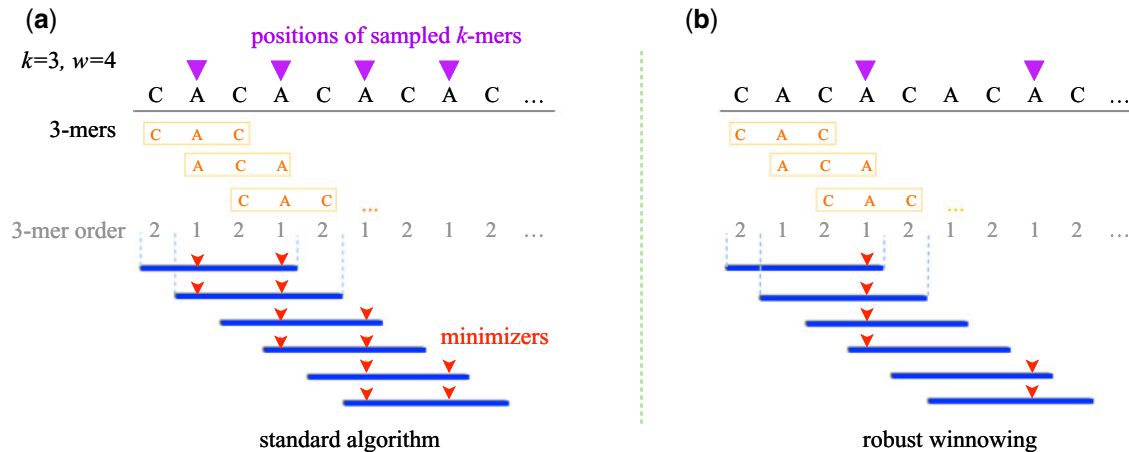 (a)
positions of sampled k-mers
k=3, w=4
C A C A C A C A C ...
3-mers
C A C
A C A
C A C ...
3-mer order 2 1 2 1 2 1 2 1 2 ...
minimizers
standard algorithm
(b)
C A C A C A C A C ...
C A C
A C A
C A C ...
2 1 2 1 2 1 2 1 2 ...
robust winnowing